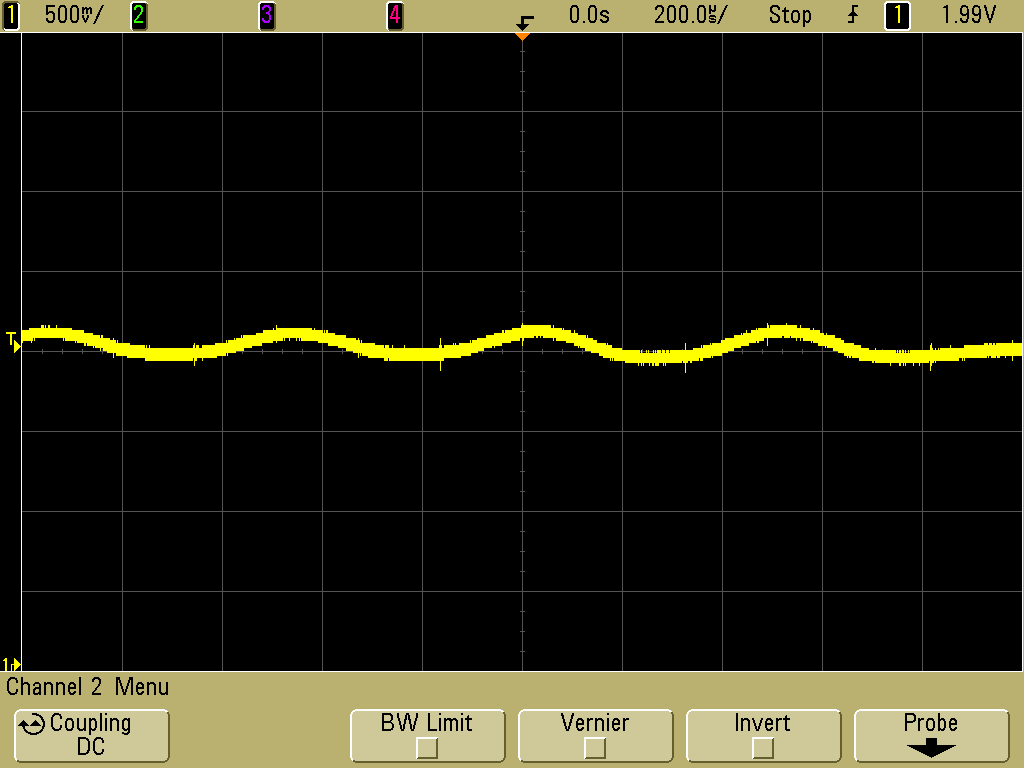 1 500mV/ 2 3 4 0.0s 200.0µs/ Stop 1 1.99V
T
1
Channel 2 Menu
Coupling BW Limit Vernier Invert Probe
DC